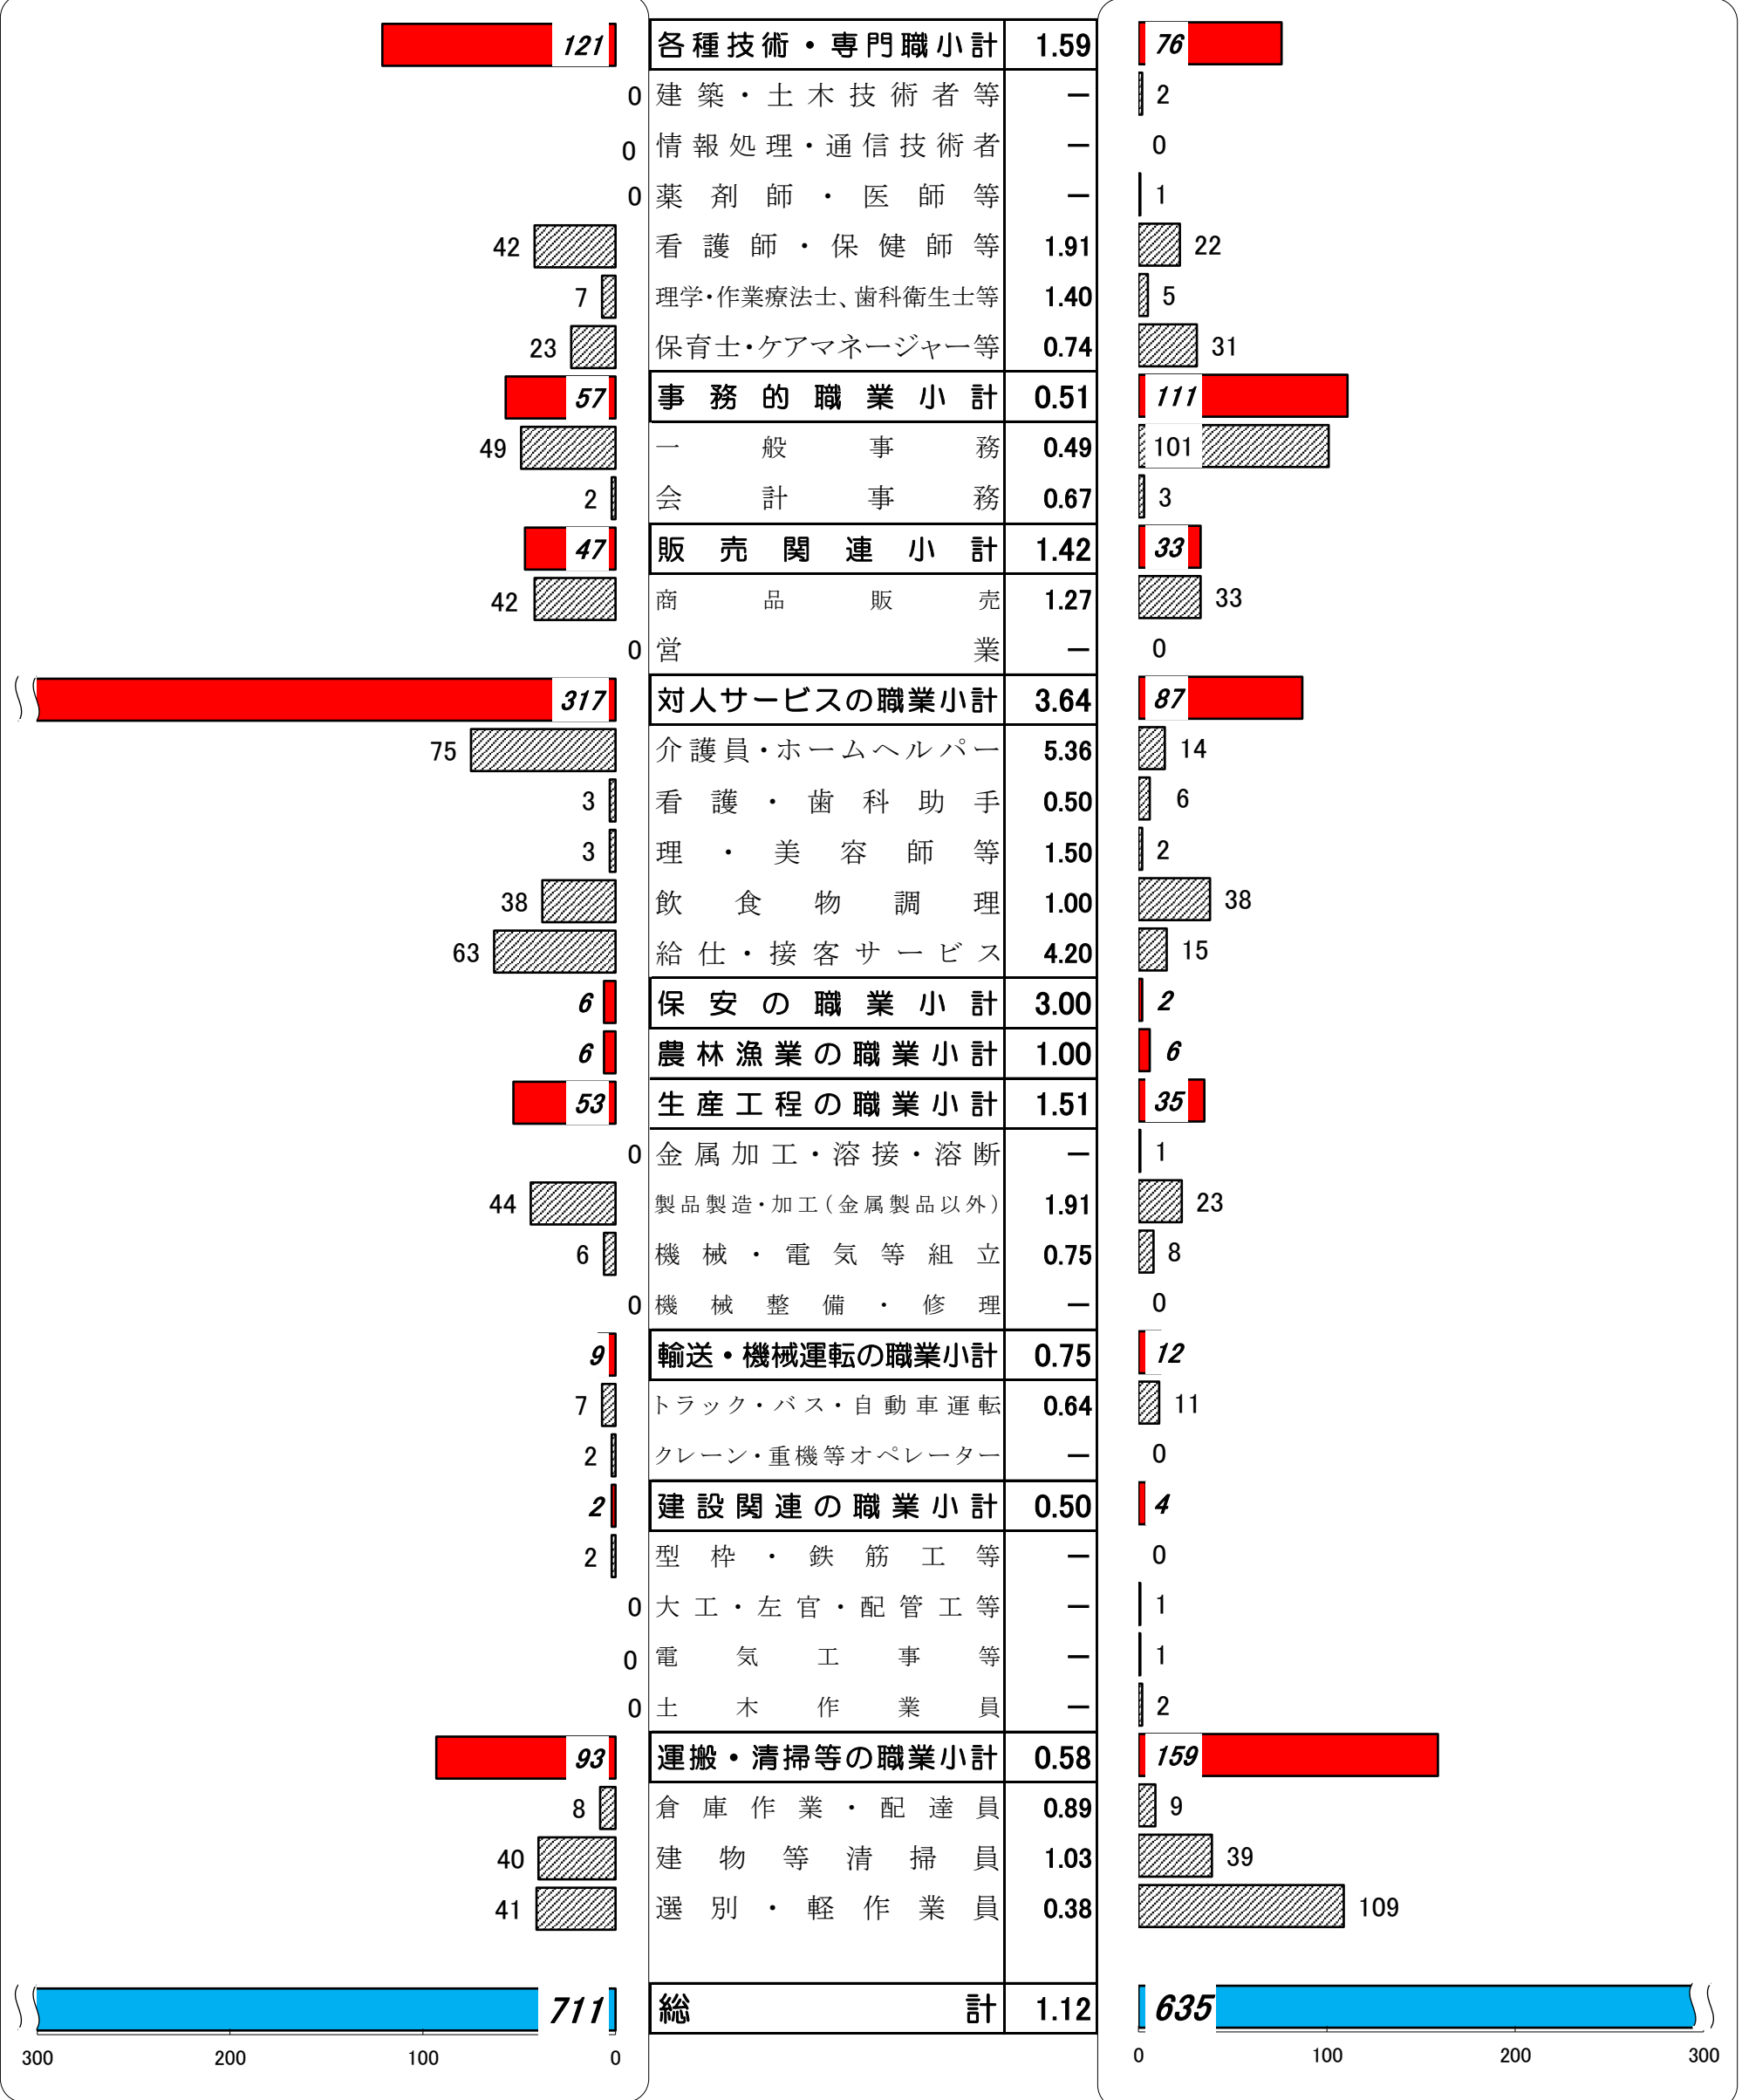 121 各種技術・専門職小計 1.59 76
0 建築・土木技術者等 － 2
0 情報処理・通信技術者 － 0
0 薬剤師・医師等 － 1
42 看護師・保健師等 1.91 22
7 理学・作業療法士、歯科衛生士等 1.40 5
23 保育士・ケアマネージャー等 0.74 31
57 事務的職業小計 0.51 111
49 一般事務 0.49 101
2 会計事務 0.67 3
47 販売関連小計 1.42 33
42 商品販売 1.27 33
0 営業 － 0
317 対人サービスの職業小計 3.64 87
75 介護員・ホームヘルパー 5.36 14
3 看護・歯科助手 0.50 6
3 理・美容師等 1.50 2
38 飲食物調理 1.00 38
63 給仕・接客サービス 4.20 15
6 保安の職業小計 3.00 2
6 農林漁業の職業小計 1.00 6
53 生産工程の職業小計 1.51 35
0 金属加工・溶接・溶断 － 1
44 製品製造・加工(金属製品以外) 1.91 23
6 機械・電気等組立 0.75 8
0 機械整備・修理 － 0
9 輸送・機械運転の職業小計 0.75 12
7 トラック・バス・自動車運転 0.64 11
2 クレーン・重機等オペレーター － 0
2 建設関連の職業小計 0.50 4
2 型枠・鉄筋工等 － 0
0 大工・左官・配管工等 － 1
0 電気工事等 － 1
0 土木作業員 － 2
93 運搬・清掃等の職業小計 0.58 159
8 倉庫作業・配達員 0.89 9
40 建物等清掃員 1.03 39
41 選別・軽作業員 0.38 109
711 総計 1.12 635
300 200 100 0 0 100 200 300